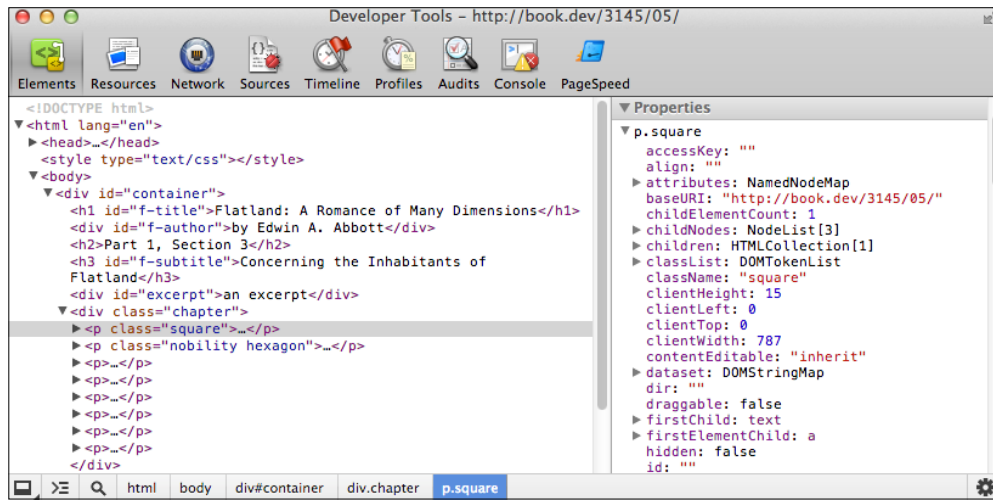 Developer Tools – http://book.dev/3145/05/
Elements Resources Network Sources Timeline Profiles Audits Console PageSpeed
<!DOCTYPE html>
▼<html lang="en">
▶<head>…</head>
<style type="text/css"></style>
▼<body>
▼<div id="container">
<h1 id="f-title">Flatland: A Romance of Many Dimensions</h1>
<div id="f-author">by Edwin A. Abbott</div>
<h2>Part 1, Section 3</h2>
<h3 id="f-subtitle">Concerning the Inhabitants of
Flatland</h3>
<div id="excerpt">an excerpt</div>
▼<div class="chapter">
▶<p class="square">…</p>
▶<p class="nobility hexagon">…</p>
▶<p>…</p>
▶<p>…</p>
▶<p>…</p>
▶<p>…</p>
▶<p>…</p>
▶<p>…</p>
</div>
▼ Properties
▼p.square
accessKey: ""
align: ""
▶attributes: NamedNodeMap
baseURI: "http://book.dev/3145/05/"
childElementCount: 1
▶childNodes: NodeList[3]
▶children: HTMLCollection[1]
▶classList: DOMTokenList
className: "square"
clientHeight: 15
clientLeft: 0
clientTop: 0
clientWidth: 787
contentEditable: "inherit"
▶dataset: DOMStringMap
dir: ""
draggable: false
▶firstChild: text
▶firstElementChild: a
hidden: false
id: ""
html body div#container div.chapter p.square